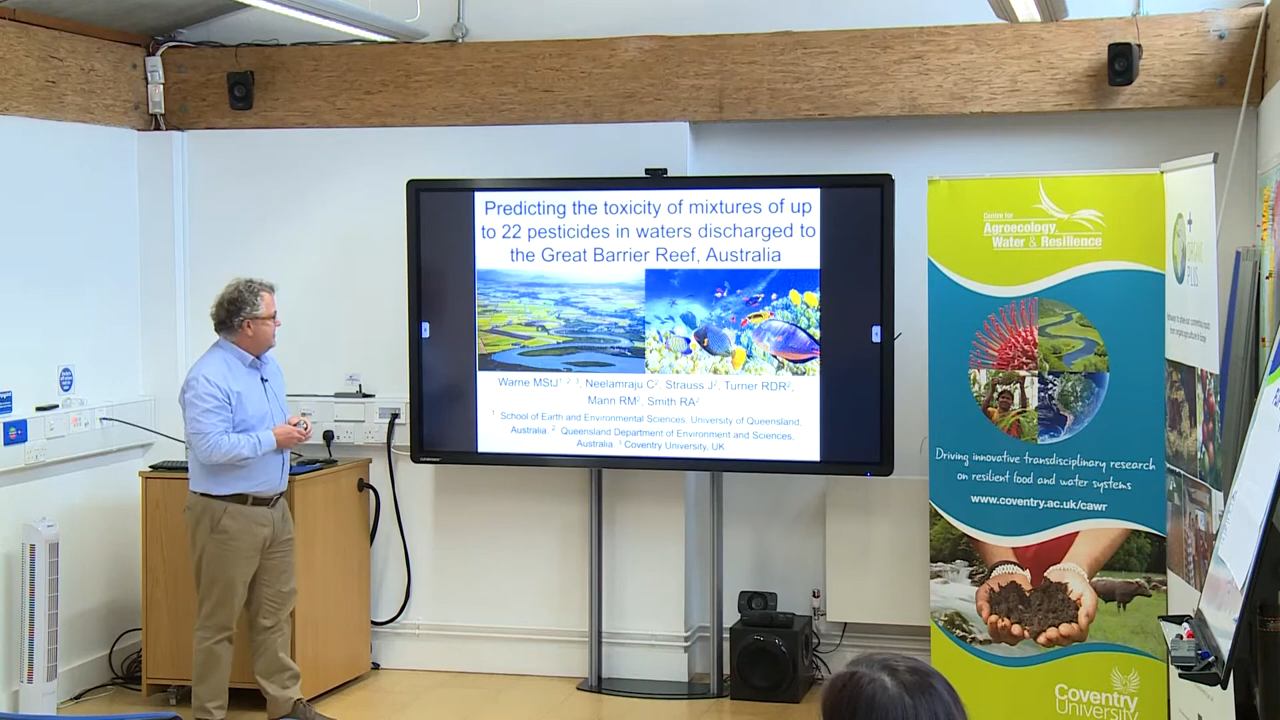 Predicting the toxicity of mixtures of up
to 22 pesticides in waters discharged to
the Great Barrier Reef, Australia
Warne MStJ1, 2, 3, Neelamraju C2, Strauss J2, Turner RDR2,
Mann RM2, Smith RA2
1 School of Earth and Environmental Sciences, University of Queensland,
Australia. 2 Queensland Department of Environment and Sciences,
Australia. 3 Coventry University, UK
Centre for
Agroecology,
Water & Resilience
Driving innovative transdisciplinary research
on resilient food and water systems
www.coventry.ac.uk/cawr
Coventry
University
PLUS